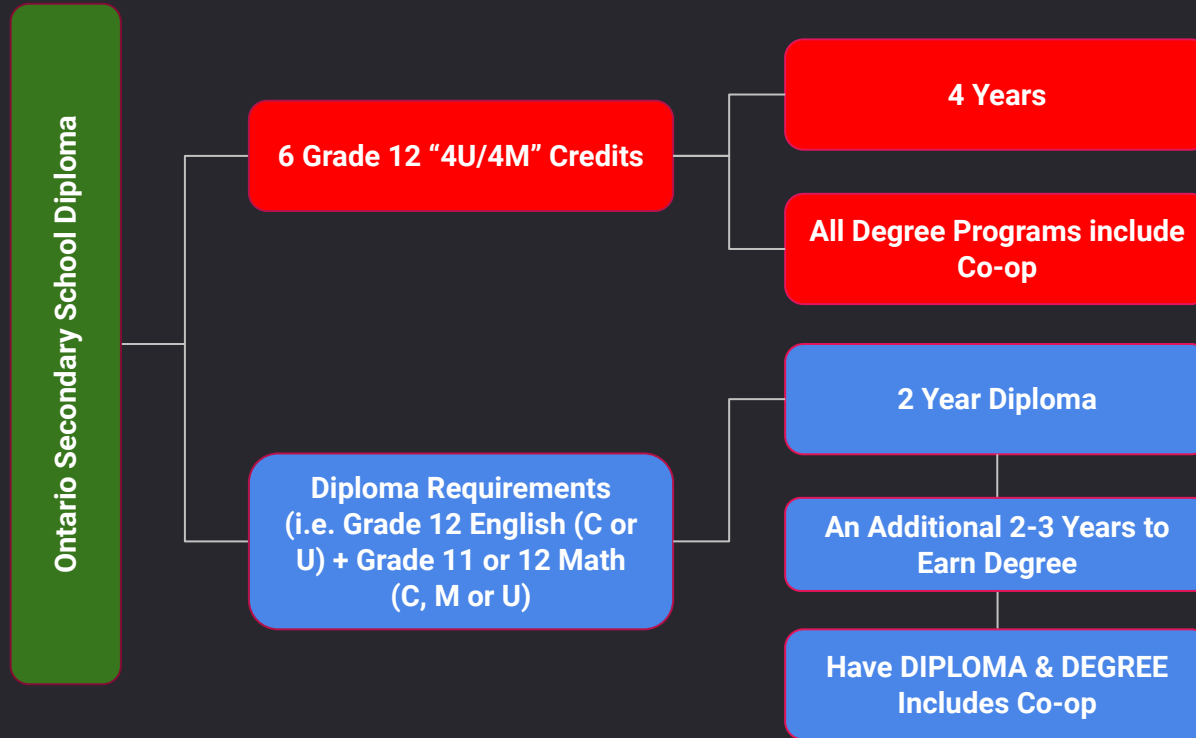 Ontario Secondary School Diploma
6 Grade 12 “4U/4M” Credits
4 Years
All Degree Programs include
Co-op
Diploma Requirements
(i.e. Grade 12 English (C or
U) + Grade 11 or 12 Math
(C, M or U)
2 Year Diploma
An Additional 2-3 Years to
Earn Degree
Have DIPLOMA & DEGREE
Includes Co-op